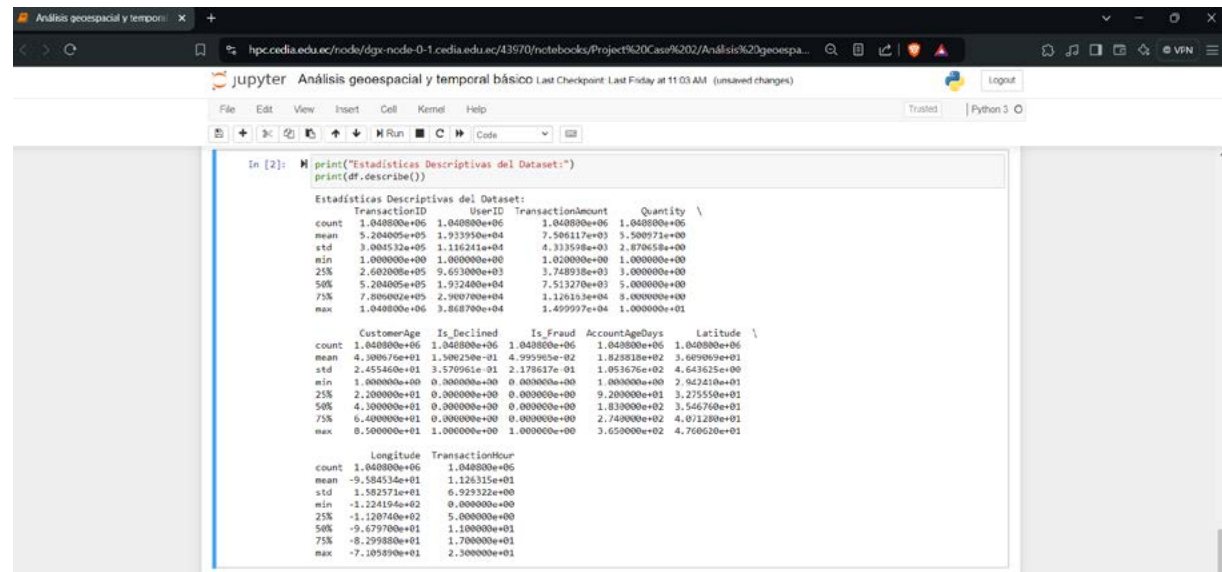 Análisis geoespacial y tempora
hpc.cedia.edu.ec/node/dgx-node-0-1.cedia.edu.ec/43970/notebooks/Project%20Case%202/Análisis%20geoespa...
VPN
jupyter Análisis geoespacial y temporal básico Last Checkpoint: Last Friday at 11:03 AM (unsaved changes)
Logout
File Edit View Insert Cell Kernel Help
Trusted Python 3
Run Code
In [2]: print("Estadísticas Descriptivas del Dataset:")
print(df.describe())
Estadísticas Descriptivas del Dataset:
TransactionID UserID TransactionAmount Quantity \
count 1.040800e+06 1.040800e+06 1.040800e+06 1.040800e+06
mean 5.204005e+05 1.933950e+04 7.506117e+03 5.500971e+00
std 3.004532e+05 1.116241e+04 4.333598e+03 2.870658e+00
min 1.000000e+00 1.000000e+00 1.020000e+00 1.000000e+00
25% 2.602008e+05 9.693000e+03 3.748938e+03 3.000000e+00
50% 5.204005e+05 1.932400e+04 7.513270e+03 5.000000e+00
75% 7.806002e+05 2.900700e+04 1.126163e+04 8.000000e+00
max 1.040800e+06 3.868700e+04 1.499997e+04 1.000000e+01
CustomerAge Is_Declined Is_Fraud AccountAgeDays Latitude \
count 1.040800e+06 1.040800e+06 1.040800e+06 1.040800e+06 1.040800e+06
mean 4.300676e+01 1.500250e-01 4.995965e-02 1.828818e+02 3.609069e+01
std 2.455460e+01 3.570961e-01 2.178617e-01 1.053676e+02 4.643625e+00
min 1.000000e+00 0.000000e+00 0.000000e+00 1.000000e+00 2.942410e+01
25% 2.200000e+01 0.000000e+00 0.000000e+00 9.200000e+01 3.275550e+01
50% 4.300000e+01 0.000000e+00 0.000000e+00 1.830000e+02 3.546760e+01
75% 6.400000e+01 0.000000e+00 0.000000e+00 2.740000e+02 4.071280e+01
max 8.500000e+01 1.000000e+00 1.000000e+00 3.650000e+02 4.760620e+01
Longitude TransactionHour
count 1.040800e+06 1.040800e+06
mean -9.584534e+01 1.126315e+01
std 1.582571e+01 6.929322e+00
min -1.224194e+02 0.000000e+00
25% -1.120740e+02 5.000000e+00
50% -9.679700e+01 1.100000e+01
75% -8.299880e+01 1.700000e+01
max -7.105890e+01 2.300000e+01